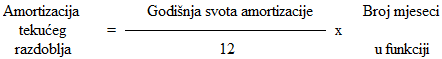 Amortizacija Godišnja svota amortizacije Broj mjeseci
tekućeg = x
razdoblja 12 u funkciji